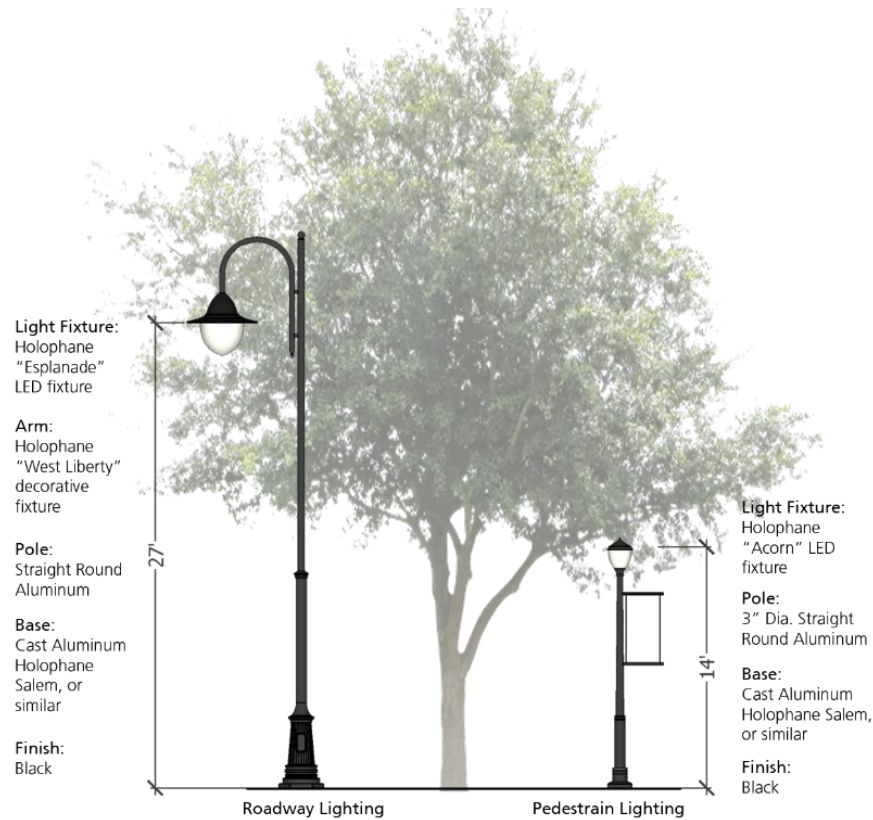 Light Fixture:
Holophane
“Esplanade”
LED fixture
Arm:
Holophane
“West Liberty”
decorative
fixture
Pole:
Straight Round
Aluminum
Base:
Cast Aluminum
Holophane
Salem, or
similar
Finish:
Black
27'
Roadway Lighting
Light Fixture:
Holophane
“Acorn” LED
fixture
Pole:
3” Dia. Straight
Round Aluminum
Base:
Cast Aluminum
Holophane Salem,
or similar
Finish:
Black
14'
Pedestrain Lighting